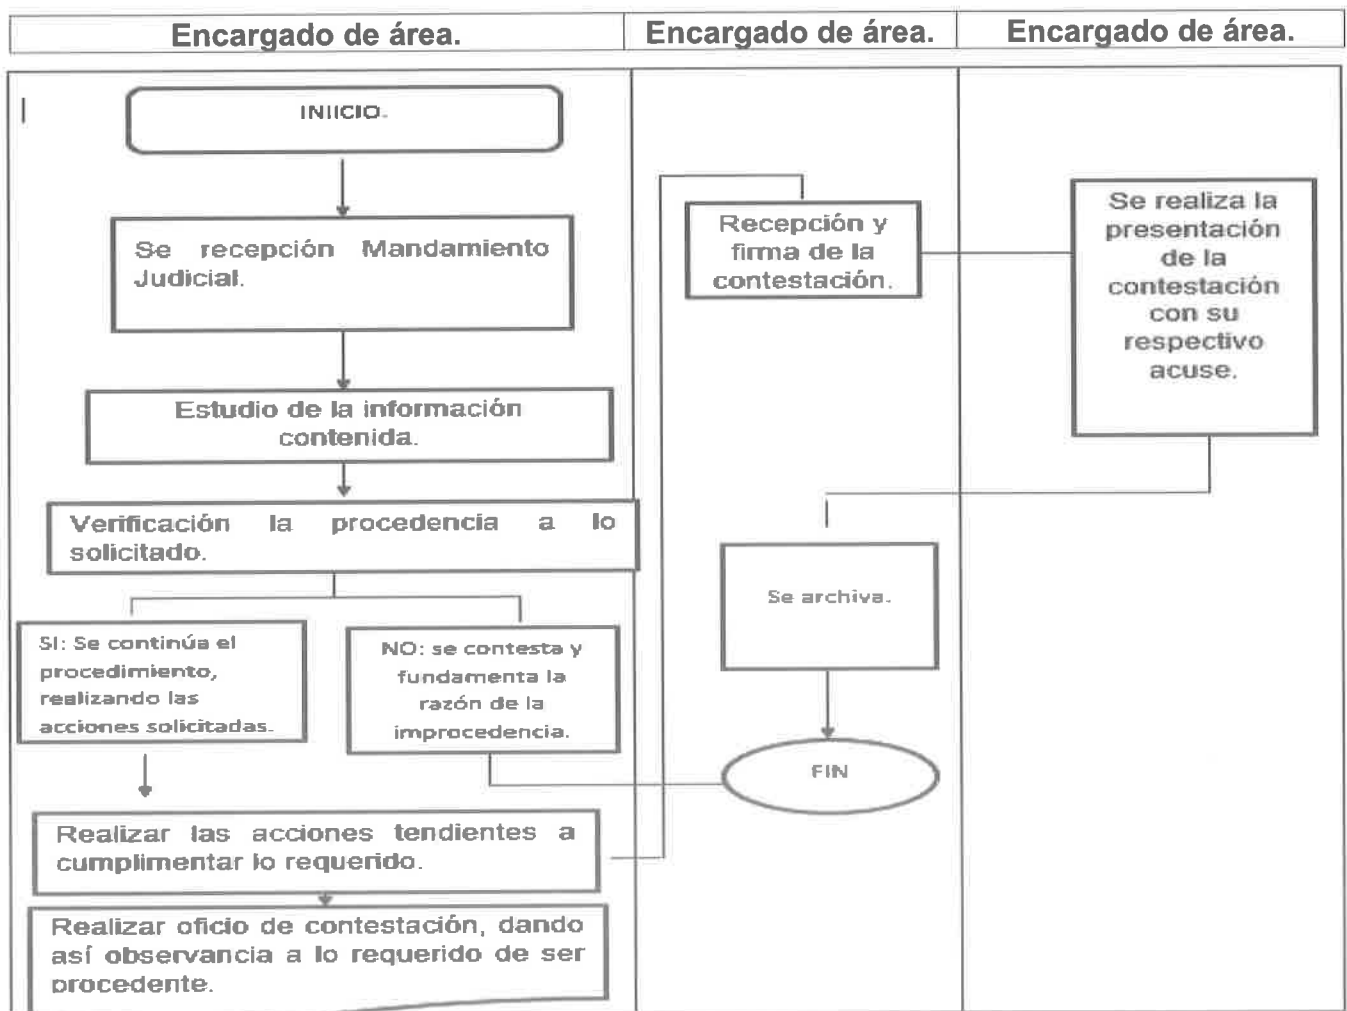 Encargado de área.
Encargado de área.
Encargado de área.
INIICIO.
Se recepción Mandamiento
Judicial.
Estudio de la información
contenida.
Verificación la procedencia a lo
solicitado.
SI: Se continúa el
procedimiento,
realizando las
acciones solicitadas.
NO: se contesta y
fundamenta la
razón de la
improcedencia.
Realizar las acciones tendientes a
cumplimentar lo requerido.
Realizar oficio de contestación, dando
así observancia a lo requerido de ser
procedente.
Recepción y
firma de la
contestación.
Se archiva.
FIN
Se realiza la
presentación
de la
contestación
con su
respectivo
acuse.